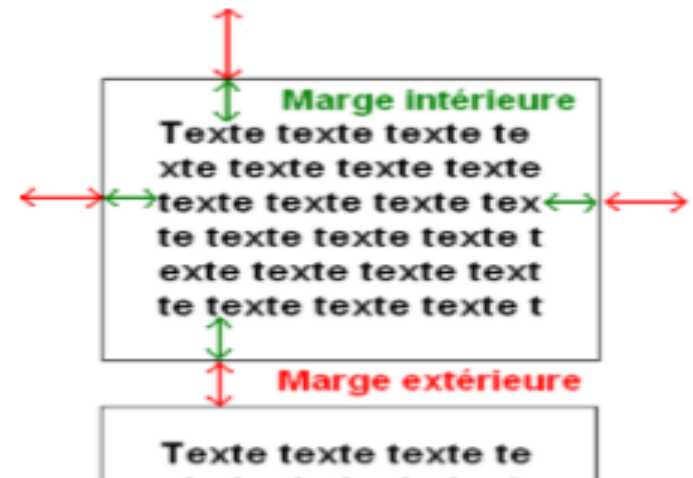 Marge intérieure
Texte texte texte te
xte texte texte texte
texte texte texte tex
te texte texte texte t
exte texte texte text
te texte texte texte t
Marge extérieure
Texte texte texte te